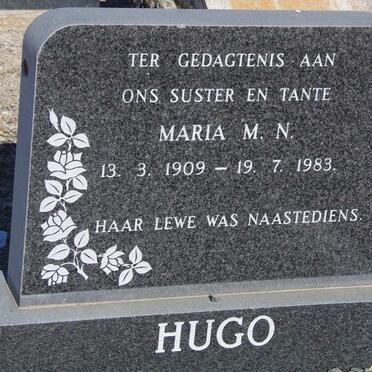 TER GEDAGTENIS AAN
ONS SUSTER EN TANTE
MARIA M. N.
13. 3. 1909 – 19. 7. 1983.
HAAR LEWE WAS NAASTEDIENS.
HUGO